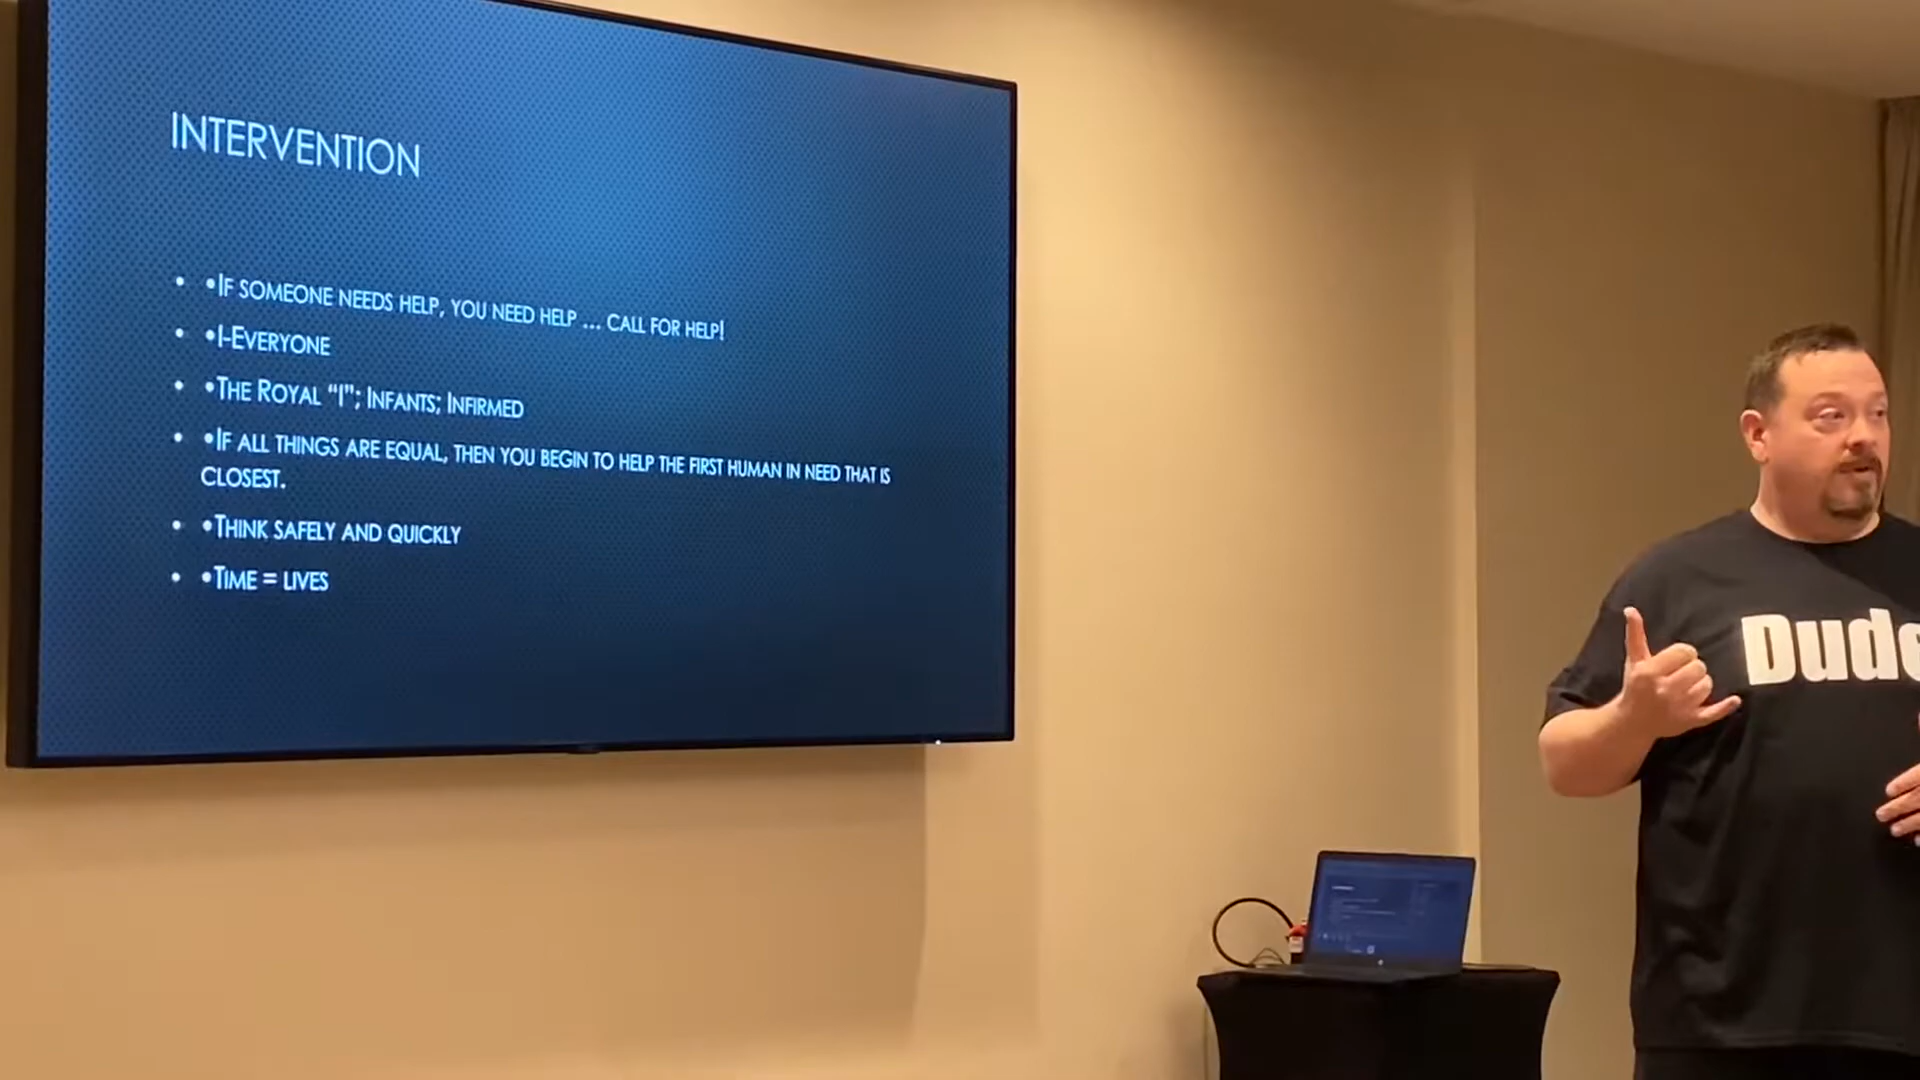 INTERVENTION
• •IF SOMEONE NEEDS HELP, YOU NEED HELP ... CALL FOR HELP!
• •I-EVERYONE
• •THE ROYAL “I”; INFANTS; INFIRMED
• •IF ALL THINGS ARE EQUAL, THEN YOU BEGIN TO HELP THE FIRST HUMAN IN NEED THAT IS
CLOSEST.
• •THINK SAFELY AND QUICKLY
• •TIME = LIVES
Dude